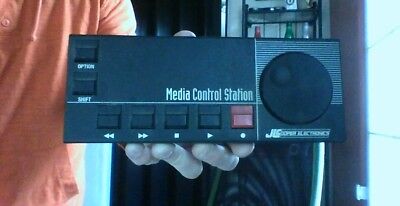 OPTION
SHIFT
Media Control Station
JLCOOPER ELECTRONICS